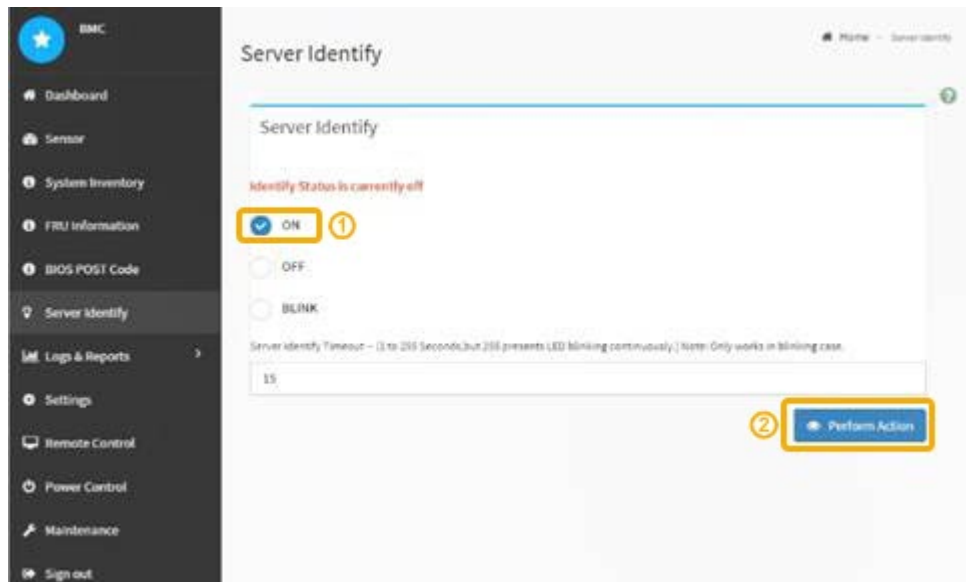 BMC
Dashboard
Sensor
System Inventory
FRU Information
BIOS POST Code
Server Identify
Logs & Reports
Settings
Remote Control
Power Control
Maintenance
Sign out
Home - Server Identify
Server Identify
Server Identify
Identify Status is currently off
ON ①
OFF
BLINK
Server Identify Timeout – (1 to 255 Seconds,but 255 presents LED blinking continuously.) Note: Only works in blinking case.
15
② Perform Action